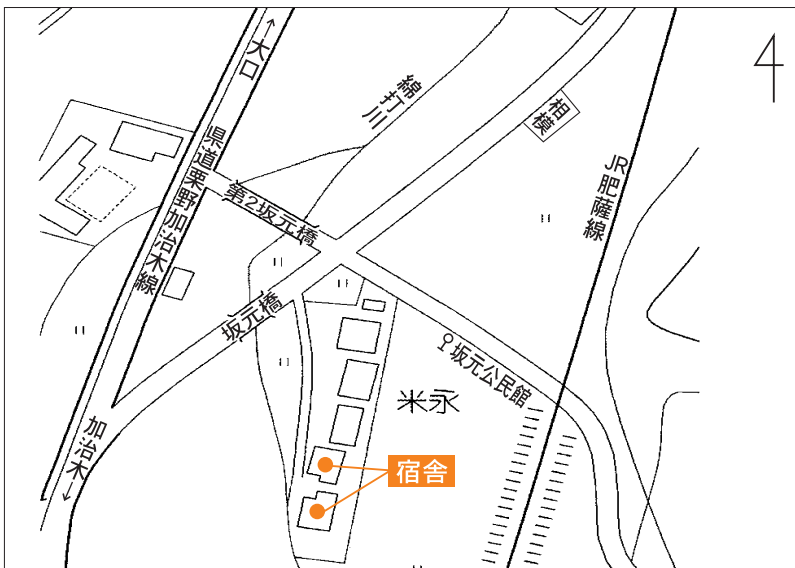 ←大口
綿打川
相模
県道栗野加治木線
第2坂元橋
JR肥薩線
坂元橋
坂元公民館
米永
加治木→
宿舎